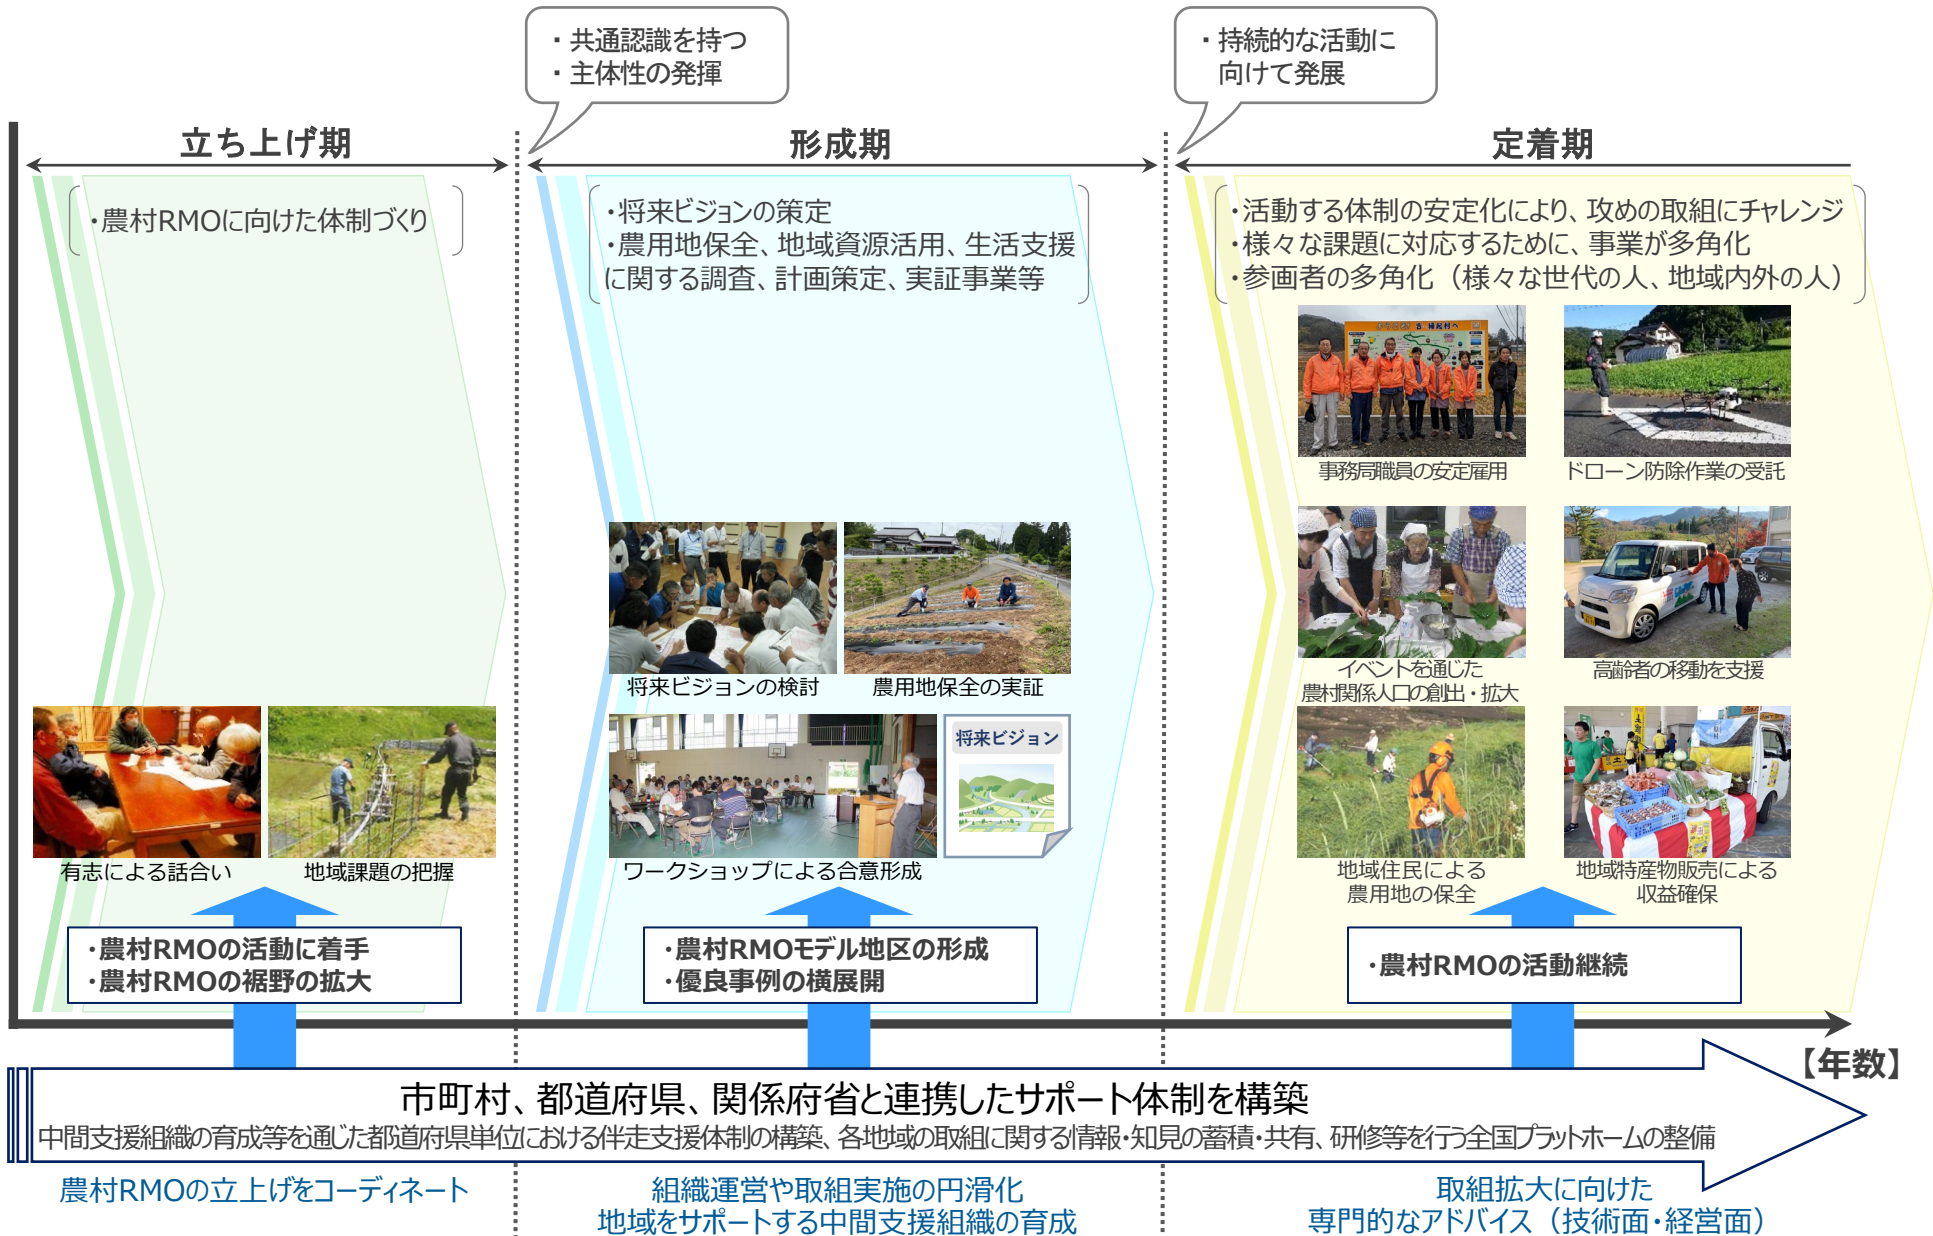 ・共通認識を持つ
・主体性の発揮
・持続的な活動に
向けて発展
立ち上げ期
形成期
定着期
・農村RMOに向けた体制づくり
・将来ビジョンの策定
・農用地保全、地域資源活用、生活支援
に関する調査、計画策定、実証事業等
・活動する体制の安定化により、攻めの取組にチャレンジ
・様々な課題に対応するために、事業が多角化
・参画者の多角化（様々な世代の人、地域内外の人）
事務局職員の安定雇用
ドローン防除作業の受託
将来ビジョンの検討
農用地保全の実証
イベントを通じた
農村関係人口の創出・拡大
高齢者の移動を支援
将来ビジョン
有志による話合い
地域課題の把握
ワークショップによる合意形成
地域住民による
農用地の保全
地域特産物販売による
収益確保
・農村RMOの活動に着手
・農村RMOの裾野の拡大
・農村RMOモデル地区の形成
・優良事例の横展開
・農村RMOの活動継続
【年数】
市町村、都道府県、関係府省と連携したサポート体制を構築
中間支援組織の育成等を通じた都道府県単位における伴走支援体制の構築、各地域の取組に関する情報・知見の蓄積・共有、研修等を行う全国プラットホームの整備
農村RMOの立上げをコーディネート
組織運営や取組実施の円滑化
地域をサポートする中間支援組織の育成
取組拡大に向けた
専門的なアドバイス（技術面・経営面）